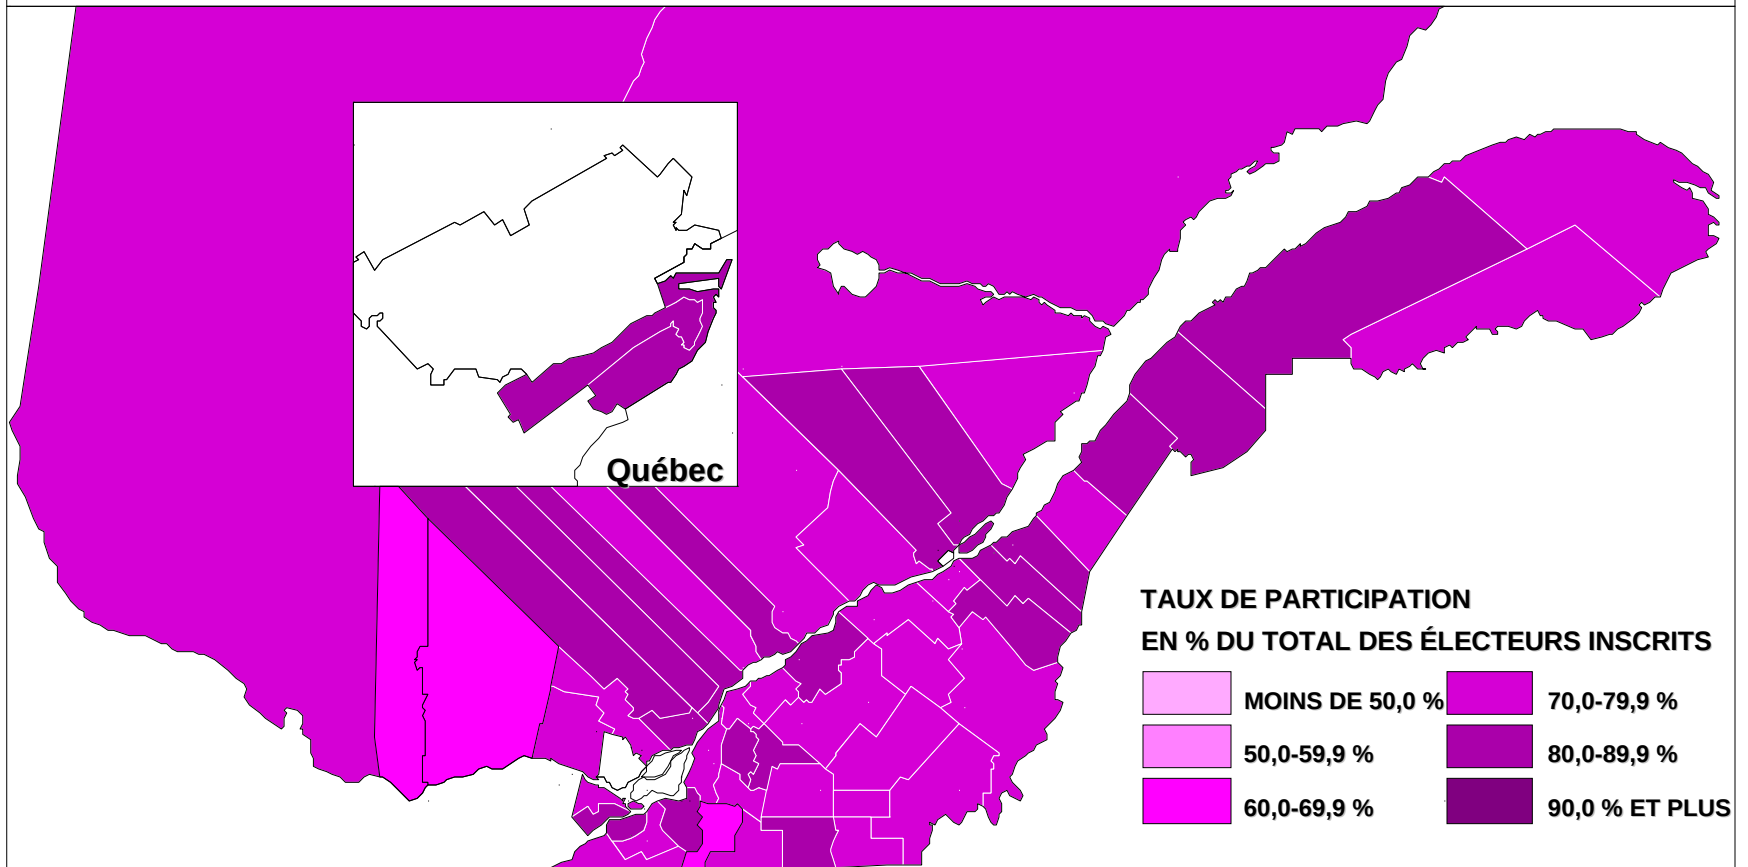 Québec
TAUX DE PARTICIPATION
EN % DU TOTAL DES ÉLECTEURS INSCRITS
MOINS DE 50,0 %
70,0-79,9 %
50,0-59,9 %
80,0-89,9 %
60,0-69,9 %
90,0 % ET PLUS